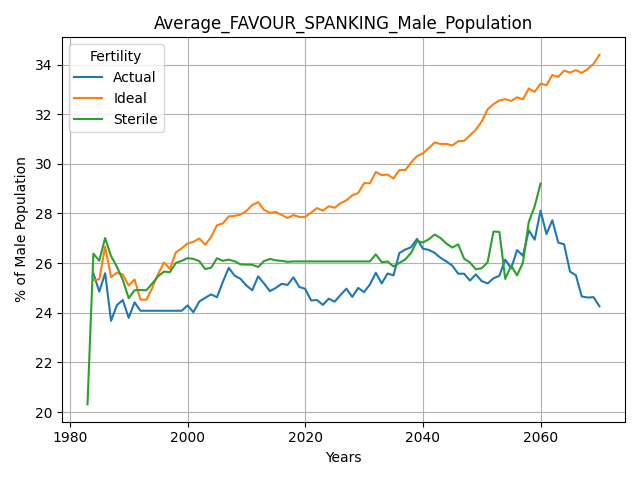 Average_FAVOUR_SPANKING_Male_Population
Fertility
Actual
Ideal
Sterile
% of Male Population
34
32
30
28
26
24
22
20
1980
2000
2020
2040
2060
Years